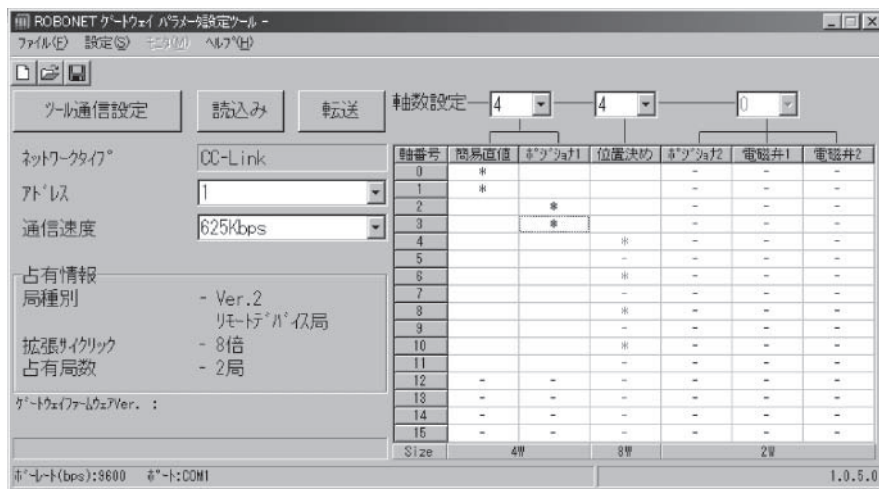 ROBONET ゲートウェイ パラメータ設定ツール -
ファイル(F) 設定(S) モニタ(M) ヘルプ(H)
ツール通信設定 読込み 転送
軸数設定 4 4 0
ネットワークタイプ CC-Link
アドレス 1
通信速度 625Kbps
占有情報
局種別 - Ver.2
リモートデバイス局
拡張サイクリック - 8倍
占有局数 - 2局
ゲートウェイファームウェアVer. :
軸番号 簡易直値 ポジショナ1 位置決め ポジショナ2 電磁弁1 電磁弁2
0 * - - -
1 * - - -
2 * - - -
3 * - - -
4 * - - -
5 - - - -
6 * - - -
7 - - - -
8 * - - -
9 - - - -
10 * - - -
11 - - - -
12 - - - - - -
13 - - - - - -
14 - - - - - -
15 - - - - - -
Size 4W 8W 2W
ボーレート(bps):9600 ポート:COM1 1.0.5.0